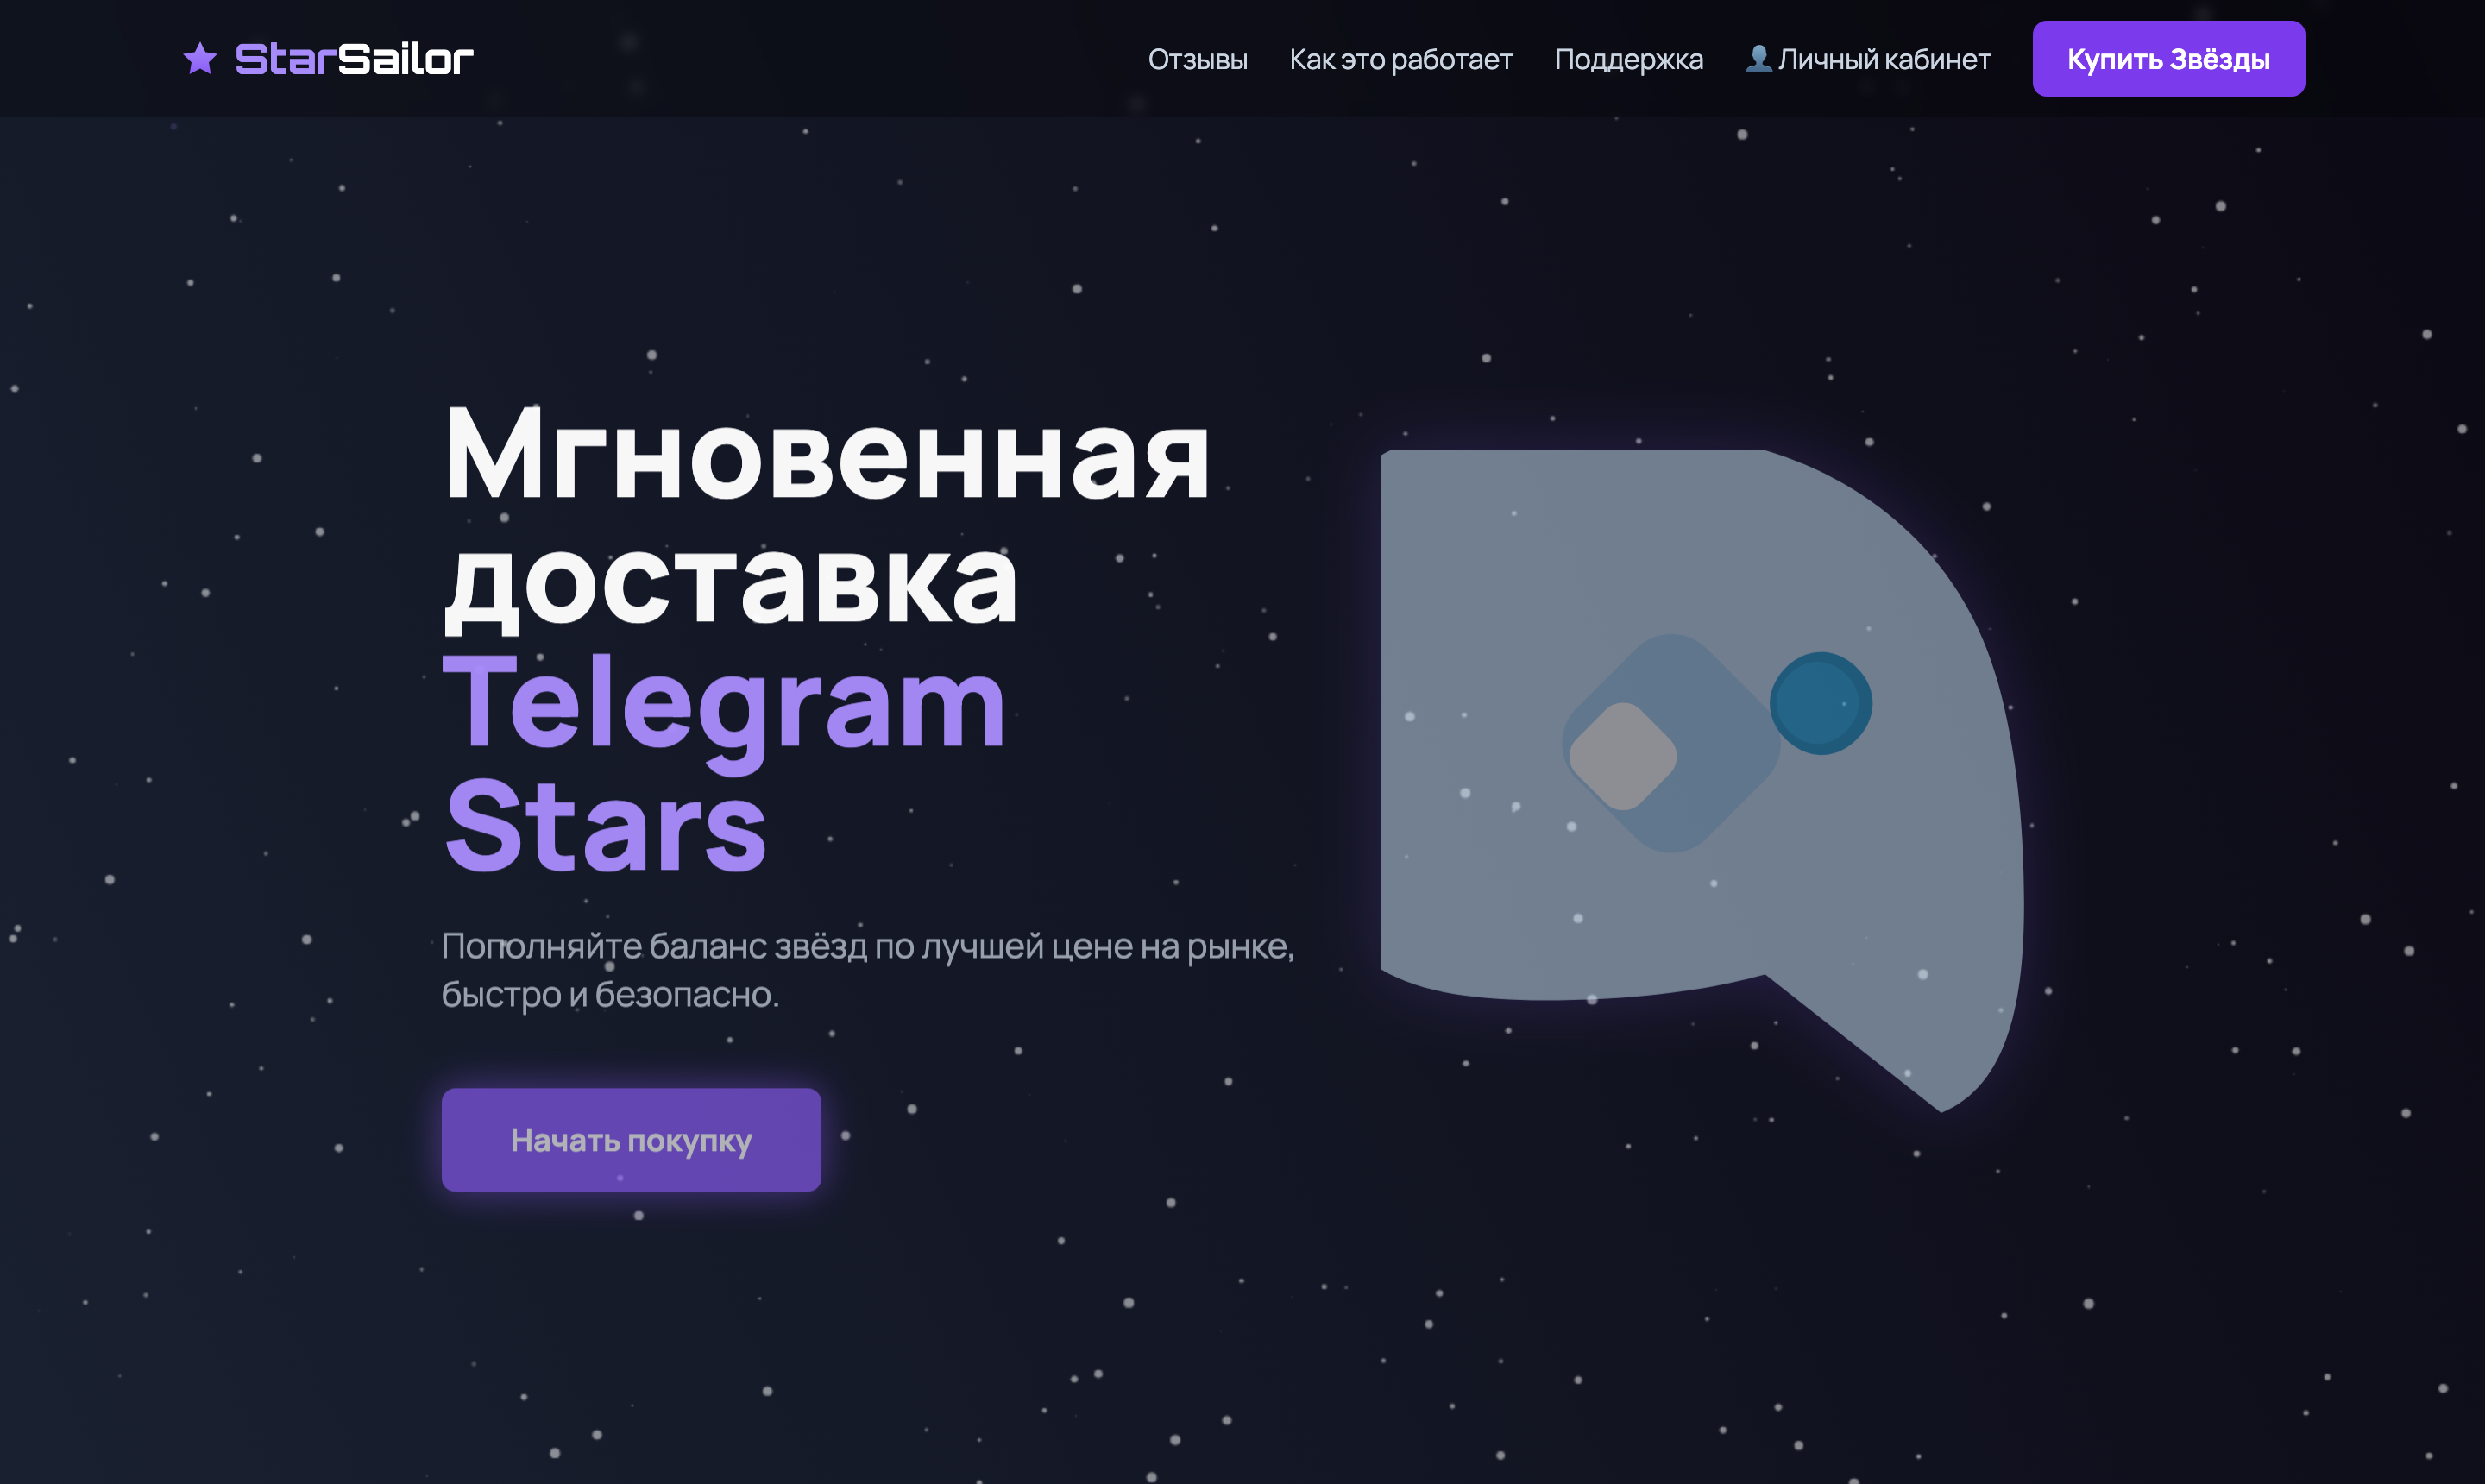 StarSailor
Отзывы
Как это работает
Поддержка
Личный кабинет
Купить Звёзды
Мгновенная
доставка
Telegram
Stars
Пополняйте баланс звёзд по лучшей цене на рынке,
быстро и безопасно.
Начать покупку